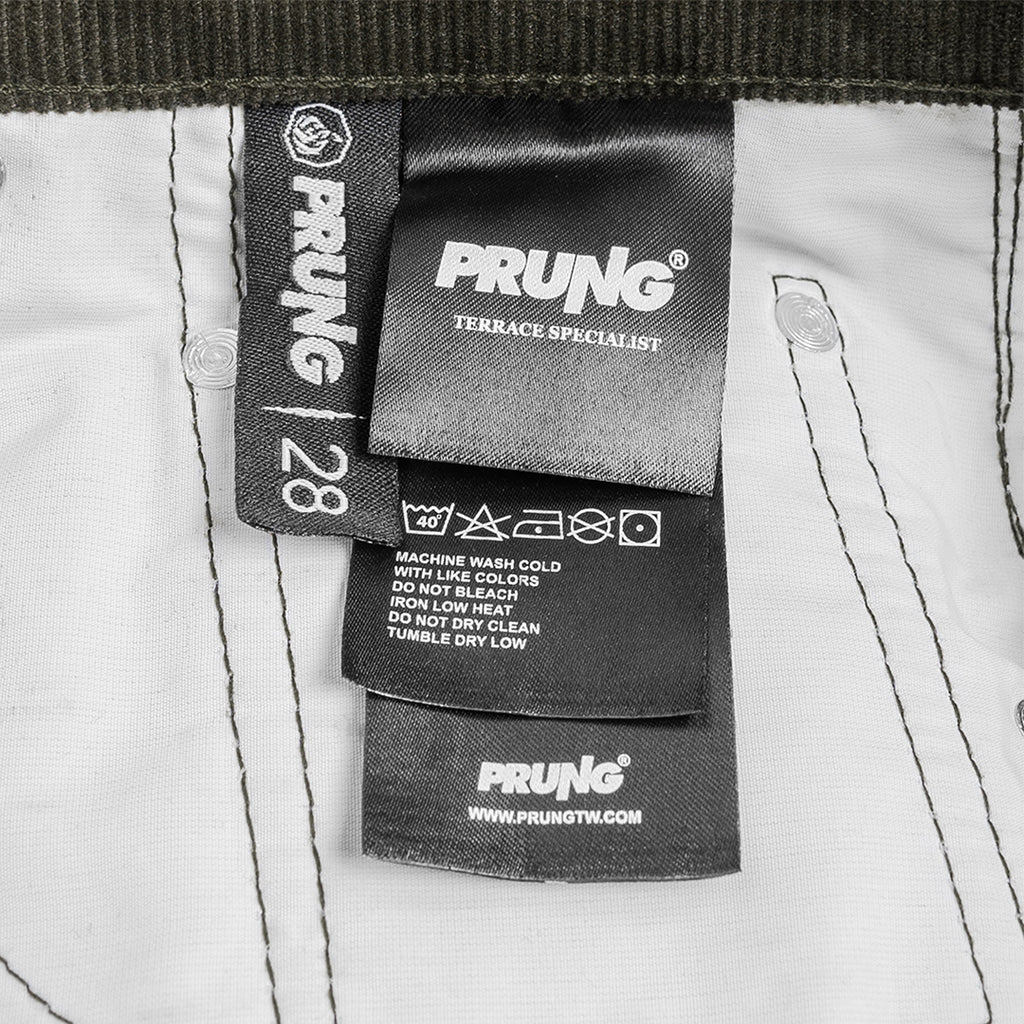 PRUNG
28
PRUNG®
TERRACE SPECIALIST
40°
MACHINE WASH COLD
WITH LIKE COLORS
DO NOT BLEACH
IRON LOW HEAT
DO NOT DRY CLEAN
TUMBLE DRY LOW
PRUNG®
WWW.PRUNGTW.COM